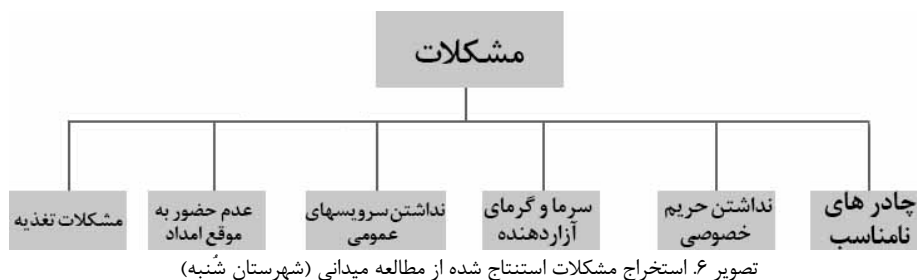 مشکلات
چادر های
نامناسب
نداشتن حریم
خصوصی
سرما و گرمای
آزاردهنده
نداشتن سرویسهای
عمومی
عدم حضور به
موقع امداد
مشکلات تغذیه
تصویر ۶. استخراج مشکلات استنتاج شده از مطالعه میدانی (شهرستان شُنبه)